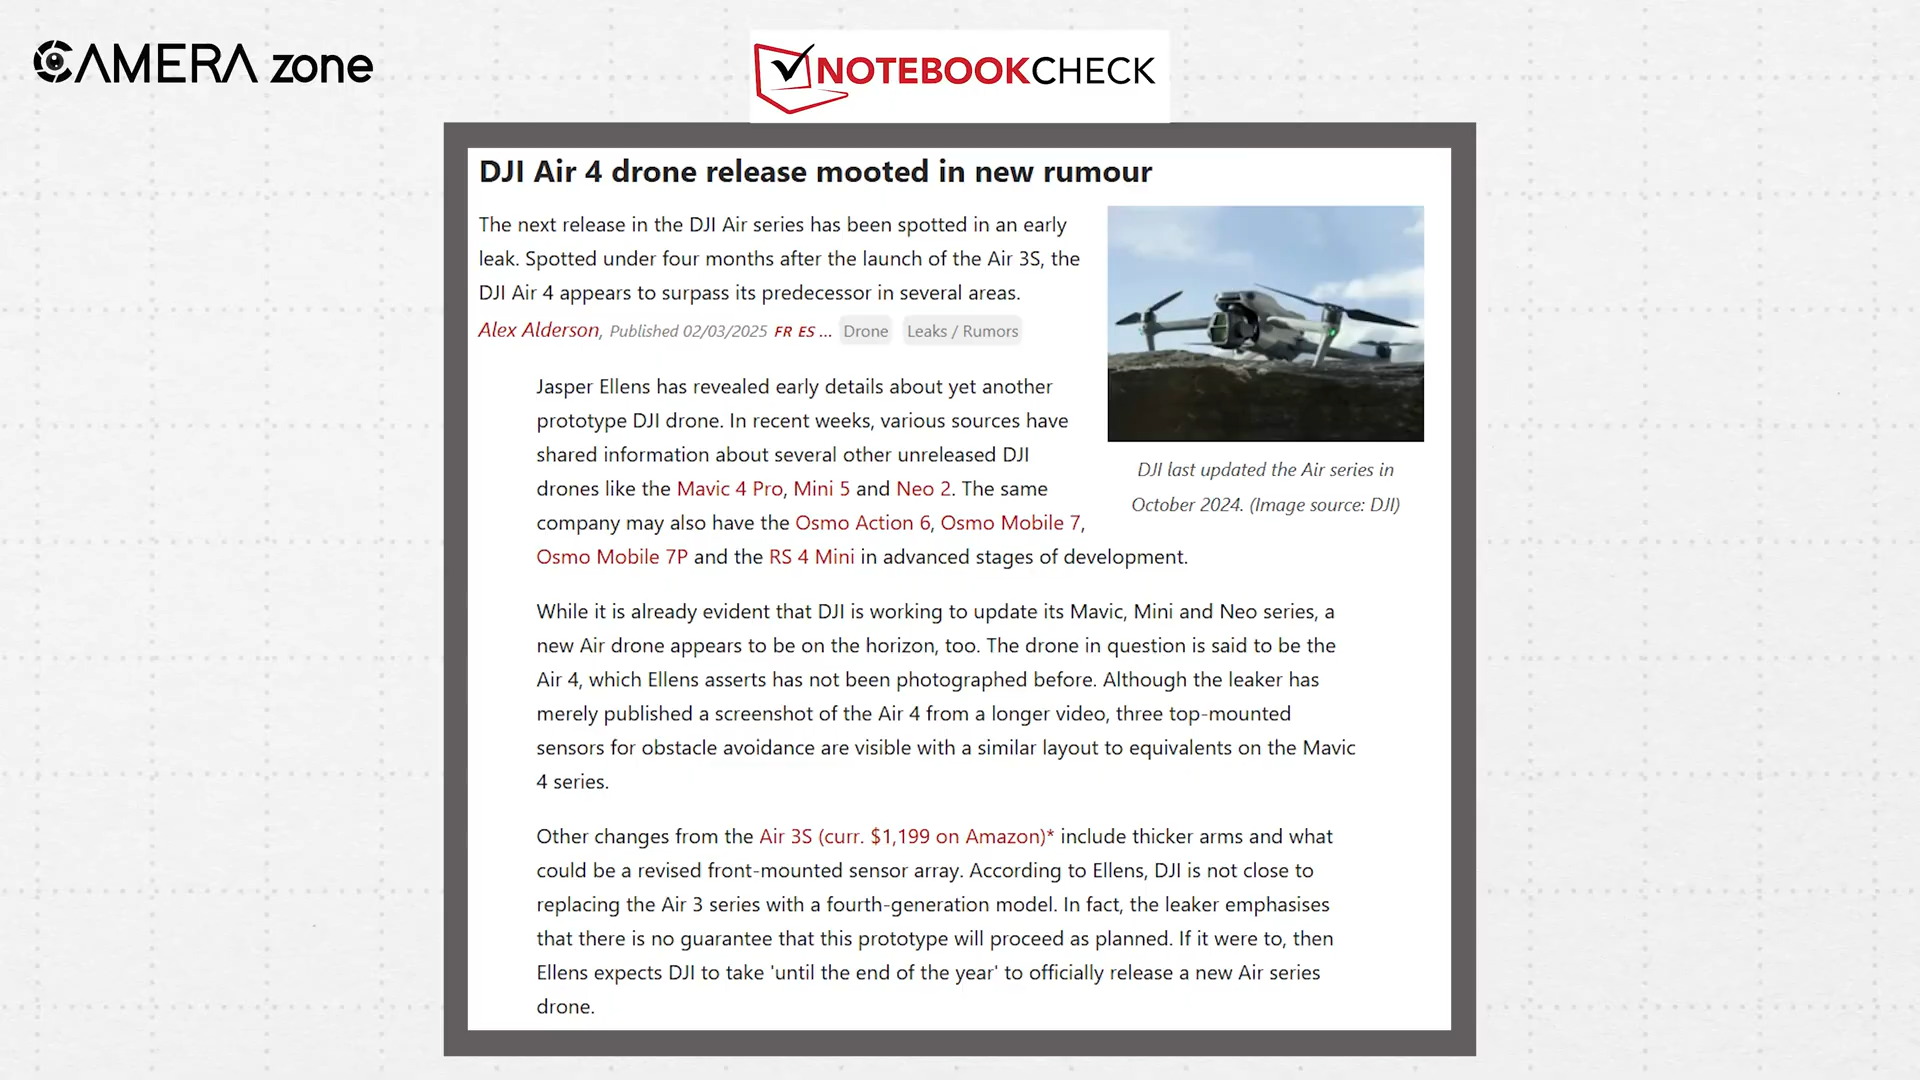 CAMERA zone
NOTEBOOKCHECK
DJI Air 4 drone release mooted in new rumour
The next release in the DJI Air series has been spotted in an early
leak. Spotted under four months after the launch of the Air 3S, the
DJI Air 4 appears to surpass its predecessor in several areas.
Alex Alderson, Published 02/03/2025 FR ES ... Drone Leaks / Rumors
DJI last updated the Air series in
October 2024. (Image source: DJI)
Jasper Ellens has revealed early details about yet another
prototype DJI drone. In recent weeks, various sources have
shared information about several other unreleased DJI
drones like the Mavic 4 Pro, Mini 5 and Neo 2. The same
company may also have the Osmo Action 6, Osmo Mobile 7,
Osmo Mobile 7P and the RS 4 Mini in advanced stages of development.
While it is already evident that DJI is working to update its Mavic, Mini and Neo series, a
new Air drone appears to be on the horizon, too. The drone in question is said to be the
Air 4, which Ellens asserts has not been photographed before. Although the leaker has
merely published a screenshot of the Air 4 from a longer video, three top-mounted
sensors for obstacle avoidance are visible with a similar layout to equivalents on the Mavic
4 series.
Other changes from the Air 3S (curr. $1,199 on Amazon)* include thicker arms and what
could be a revised front-mounted sensor array. According to Ellens, DJI is not close to
replacing the Air 3 series with a fourth-generation model. In fact, the leaker emphasises
that there is no guarantee that this prototype will proceed as planned. If it were to, then
Ellens expects DJI to take 'until the end of the year' to officially release a new Air series
drone.